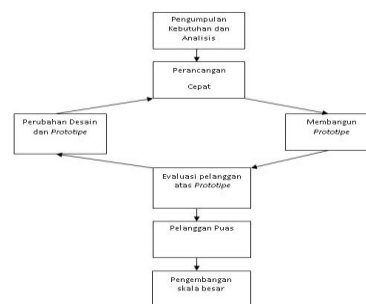 Pengumpulan
Kebutuhan dan
Analisis
Perancangan
Cepat
Perubahan Desain
dan Prototipe
Membangun
Prototipe
Evaluasi pelanggan
atas Prototipe
Pelanggan Puas
Pengembangan
skala besar